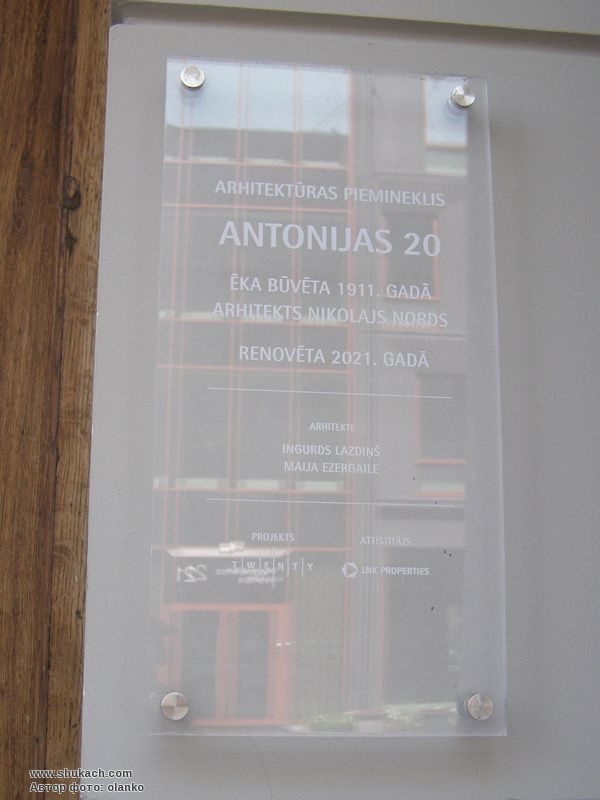 ARHITEKTŪRAS PIEMINEKLIS
ANTONIJAS 20
ĒKA BŪVĒTA 1911. GADĀ
ARHITEKTS NIKOLAJS NORDS
RENOVĒTA 2021. GADĀ
ARHITEKTI
INGURDS LAZDIŅŠ
MAIJA EZERGAILE
PROJEKTS
TWENTY
ATTĪSTĪTĀJS
LNK PROPERTIES
www.shukach.com
Автор фото: olanko